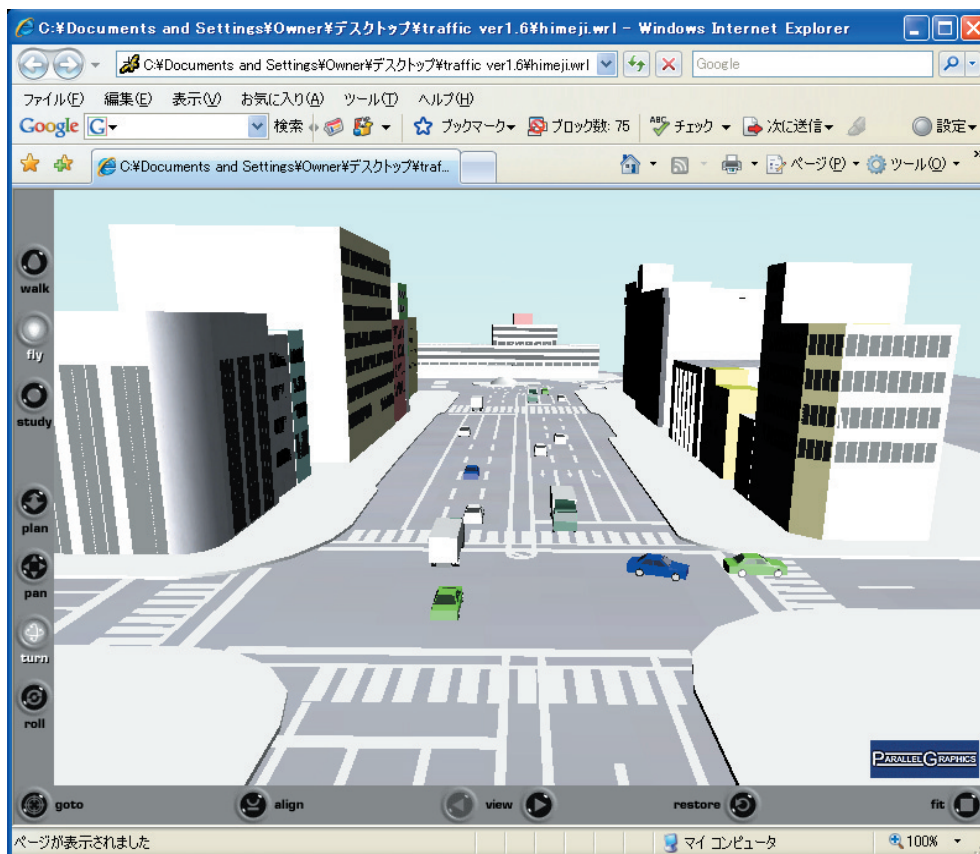 C:¥Documents and Settings¥Owner¥デスクトップ¥traffic ver1.6¥himeji.wrl - Windows Internet Explorer
C:¥Documents and Settings¥Owner¥デスクトップ¥traffic ver1.6¥himeji.wrl Google
ファイル(F) 編集(E) 表示(V) お気に入り(A) ツール(T) ヘルプ(H)
Google G 検索 ブックマーク ブロック数: 75 ABC チェック 次に送信 設定
C:¥Documents and Settings¥Owner¥デスクトップ¥traf... ページ(P) ツール(O) »
walk
fly
study
plan
pan
turn
roll
PARALLELGRAPHICS
goto align view restore fit
ページが表示されました マイ コンピュータ 100%